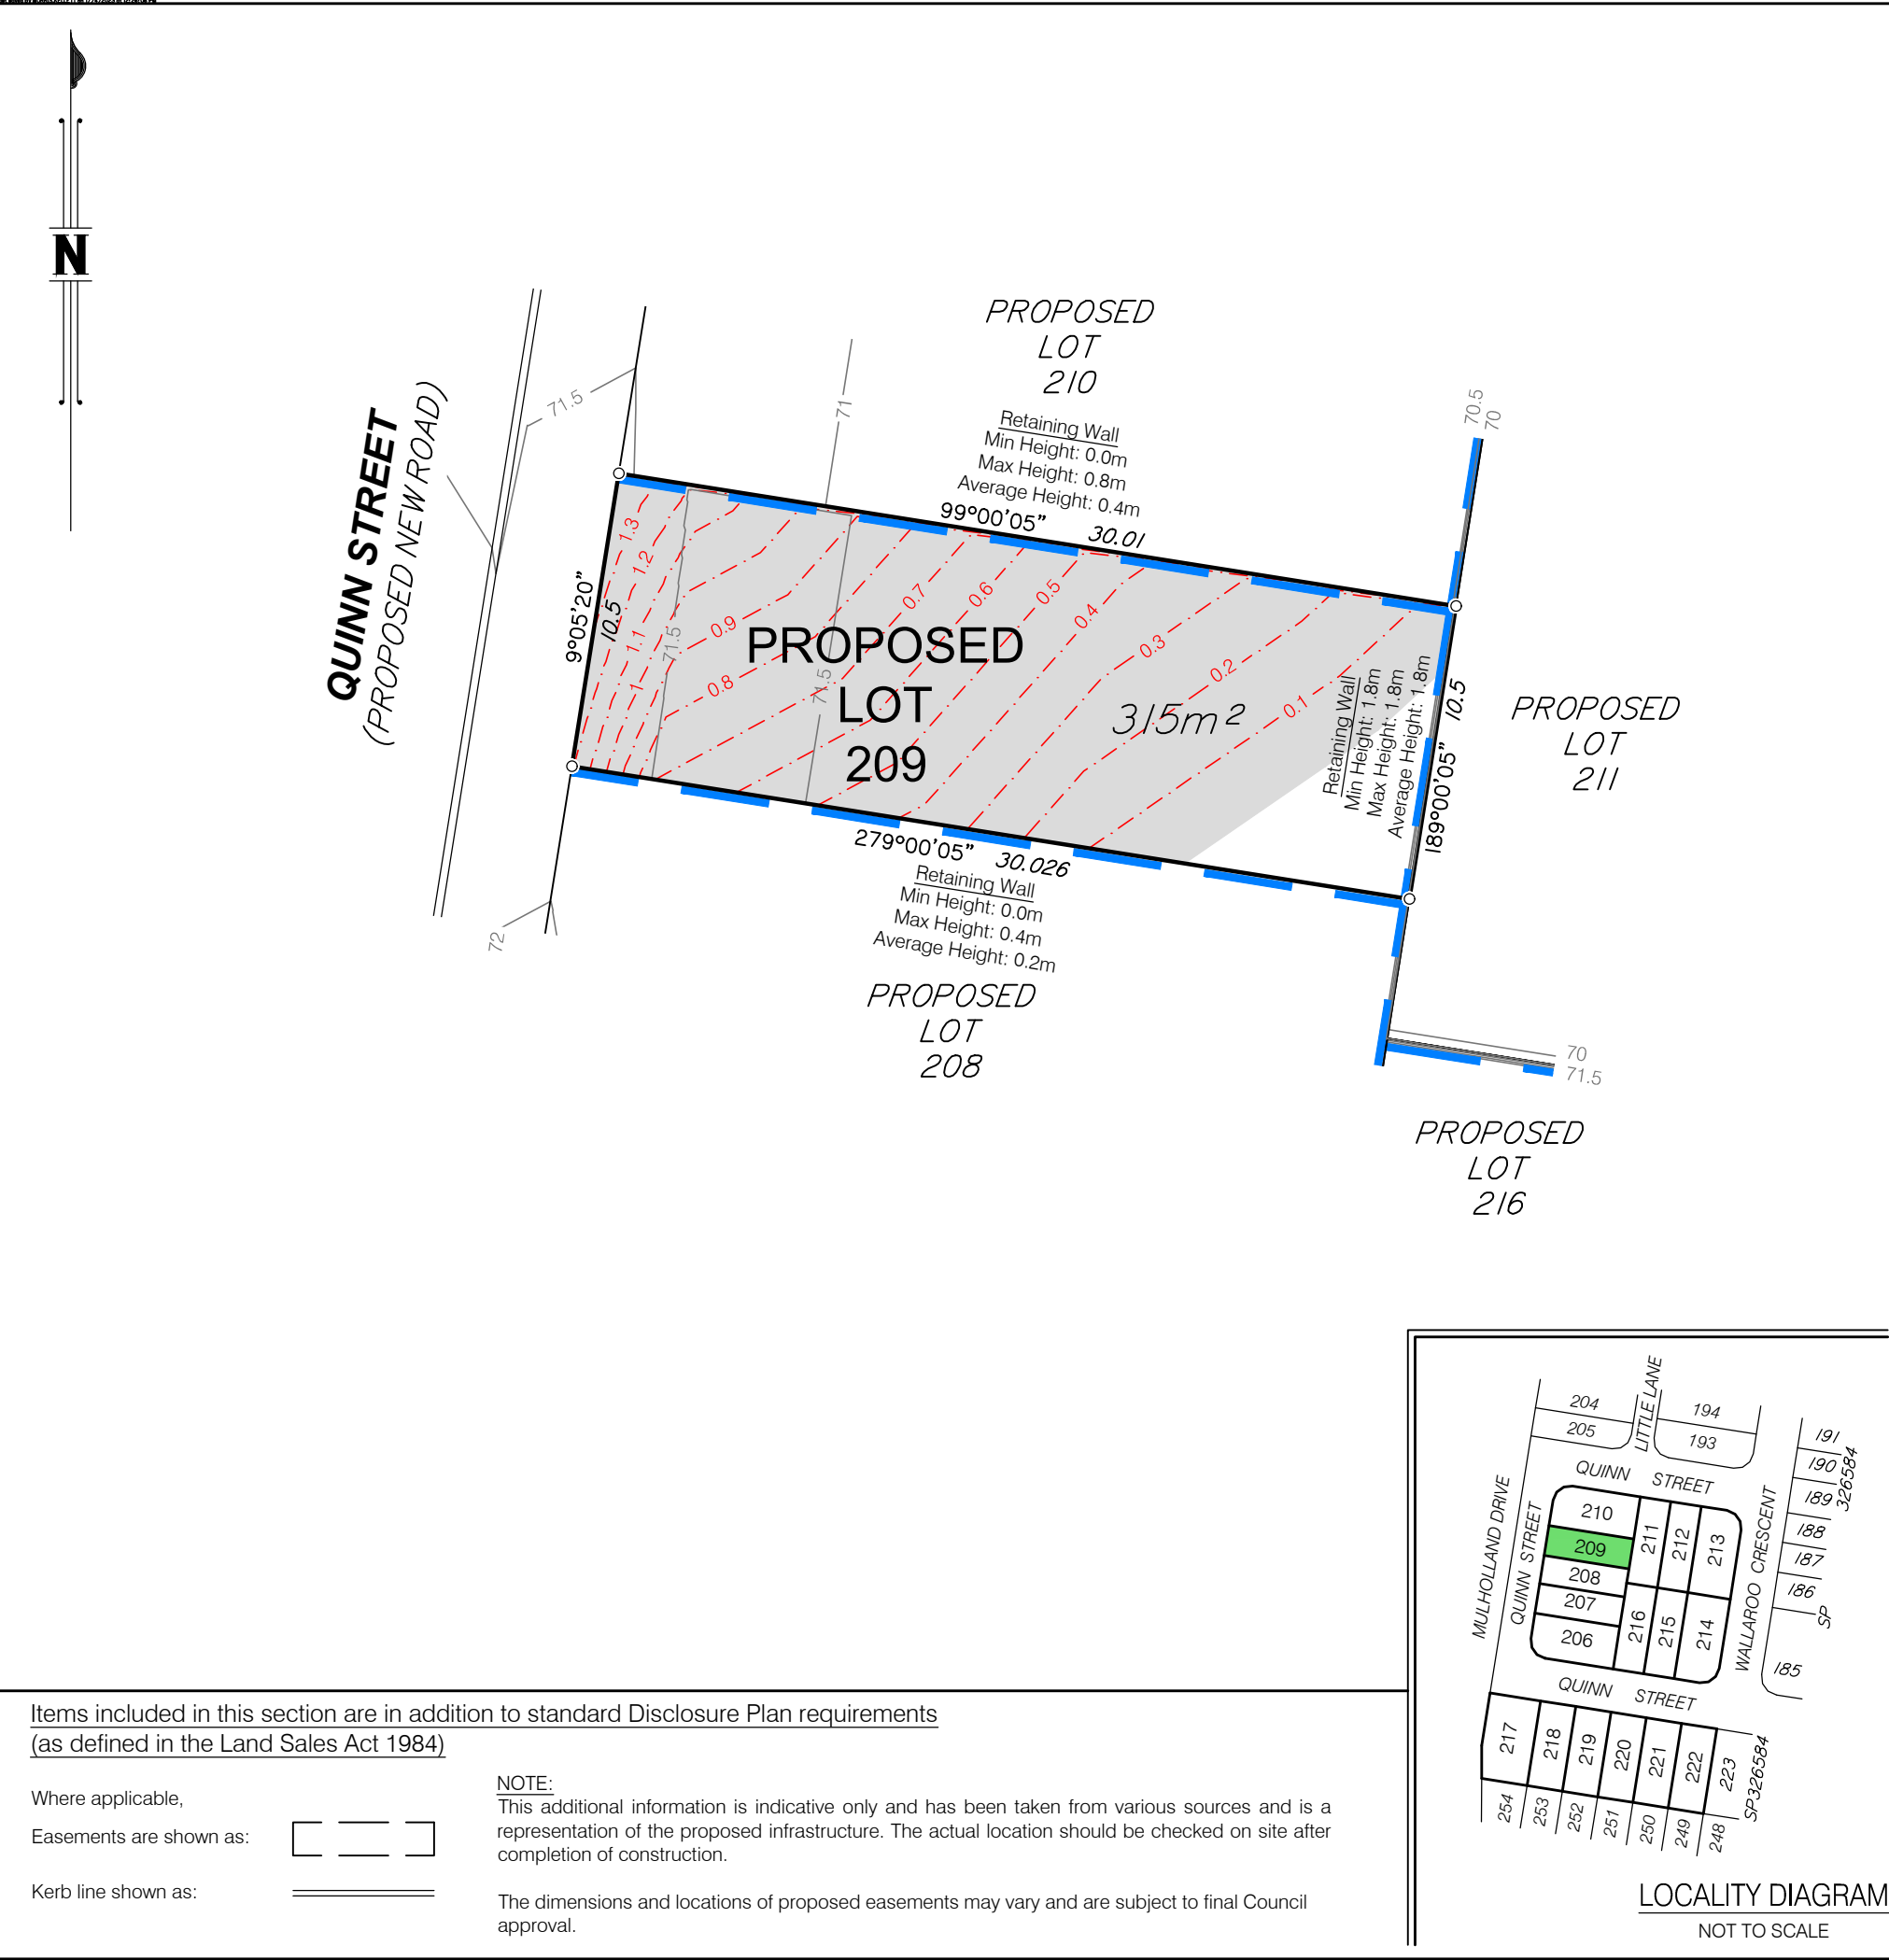 N
QUINN STREET
(PROPOSED NEW ROAD)
71.5
71
PROPOSED
LOT
210
Retaining Wall
Min Height: 0.0m
Max Height: 0.8m
Average Height: 0.4m
99°00'05" 30.01
70.5
70
9°05'20"
10.5
1.3
1.2
1.1
1
0.9
0.8
0.7
0.6
0.5
0.4
0.3
0.2
0.1
71.5
71.5
PROPOSED
LOT
209
315m²
Retaining Wall
Min Height: 1.8m
Max Height: 1.8m
Average Height: 1.8m
189°00'05" 10.5
PROPOSED
LOT
211
279°00'05" 30.026
Retaining Wall
Min Height: 0.0m
Max Height: 0.4m
Average Height: 0.2m
72
PROPOSED
LOT
208
70
71.5
PROPOSED
LOT
216
Items included in this section are in addition to standard Disclosure Plan requirements
(as defined in the Land Sales Act 1984)
Where applicable,
Easements are shown as:
Kerb line shown as:
NOTE:
This additional information is indicative only and has been taken from various sources and is a
representation of the proposed infrastructure. The actual location should be checked on site after
completion of construction.
The dimensions and locations of proposed easements may vary and are subject to final Council
approval.
204
205
LITTLE LANE
194
193
191
190
189
188
187
186
185
SP 326584
QUINN STREET
MULHOLLAND DRIVE
QUINN STREET
WALLAROO CRESCENT
210
209
208
207
206
211
212
213
216
215
214
QUINN STREET
217
218
219
220
221
222
223
SP326584
254
253
252
251
250
249
248
LOCALITY DIAGRAM
NOT TO SCALE